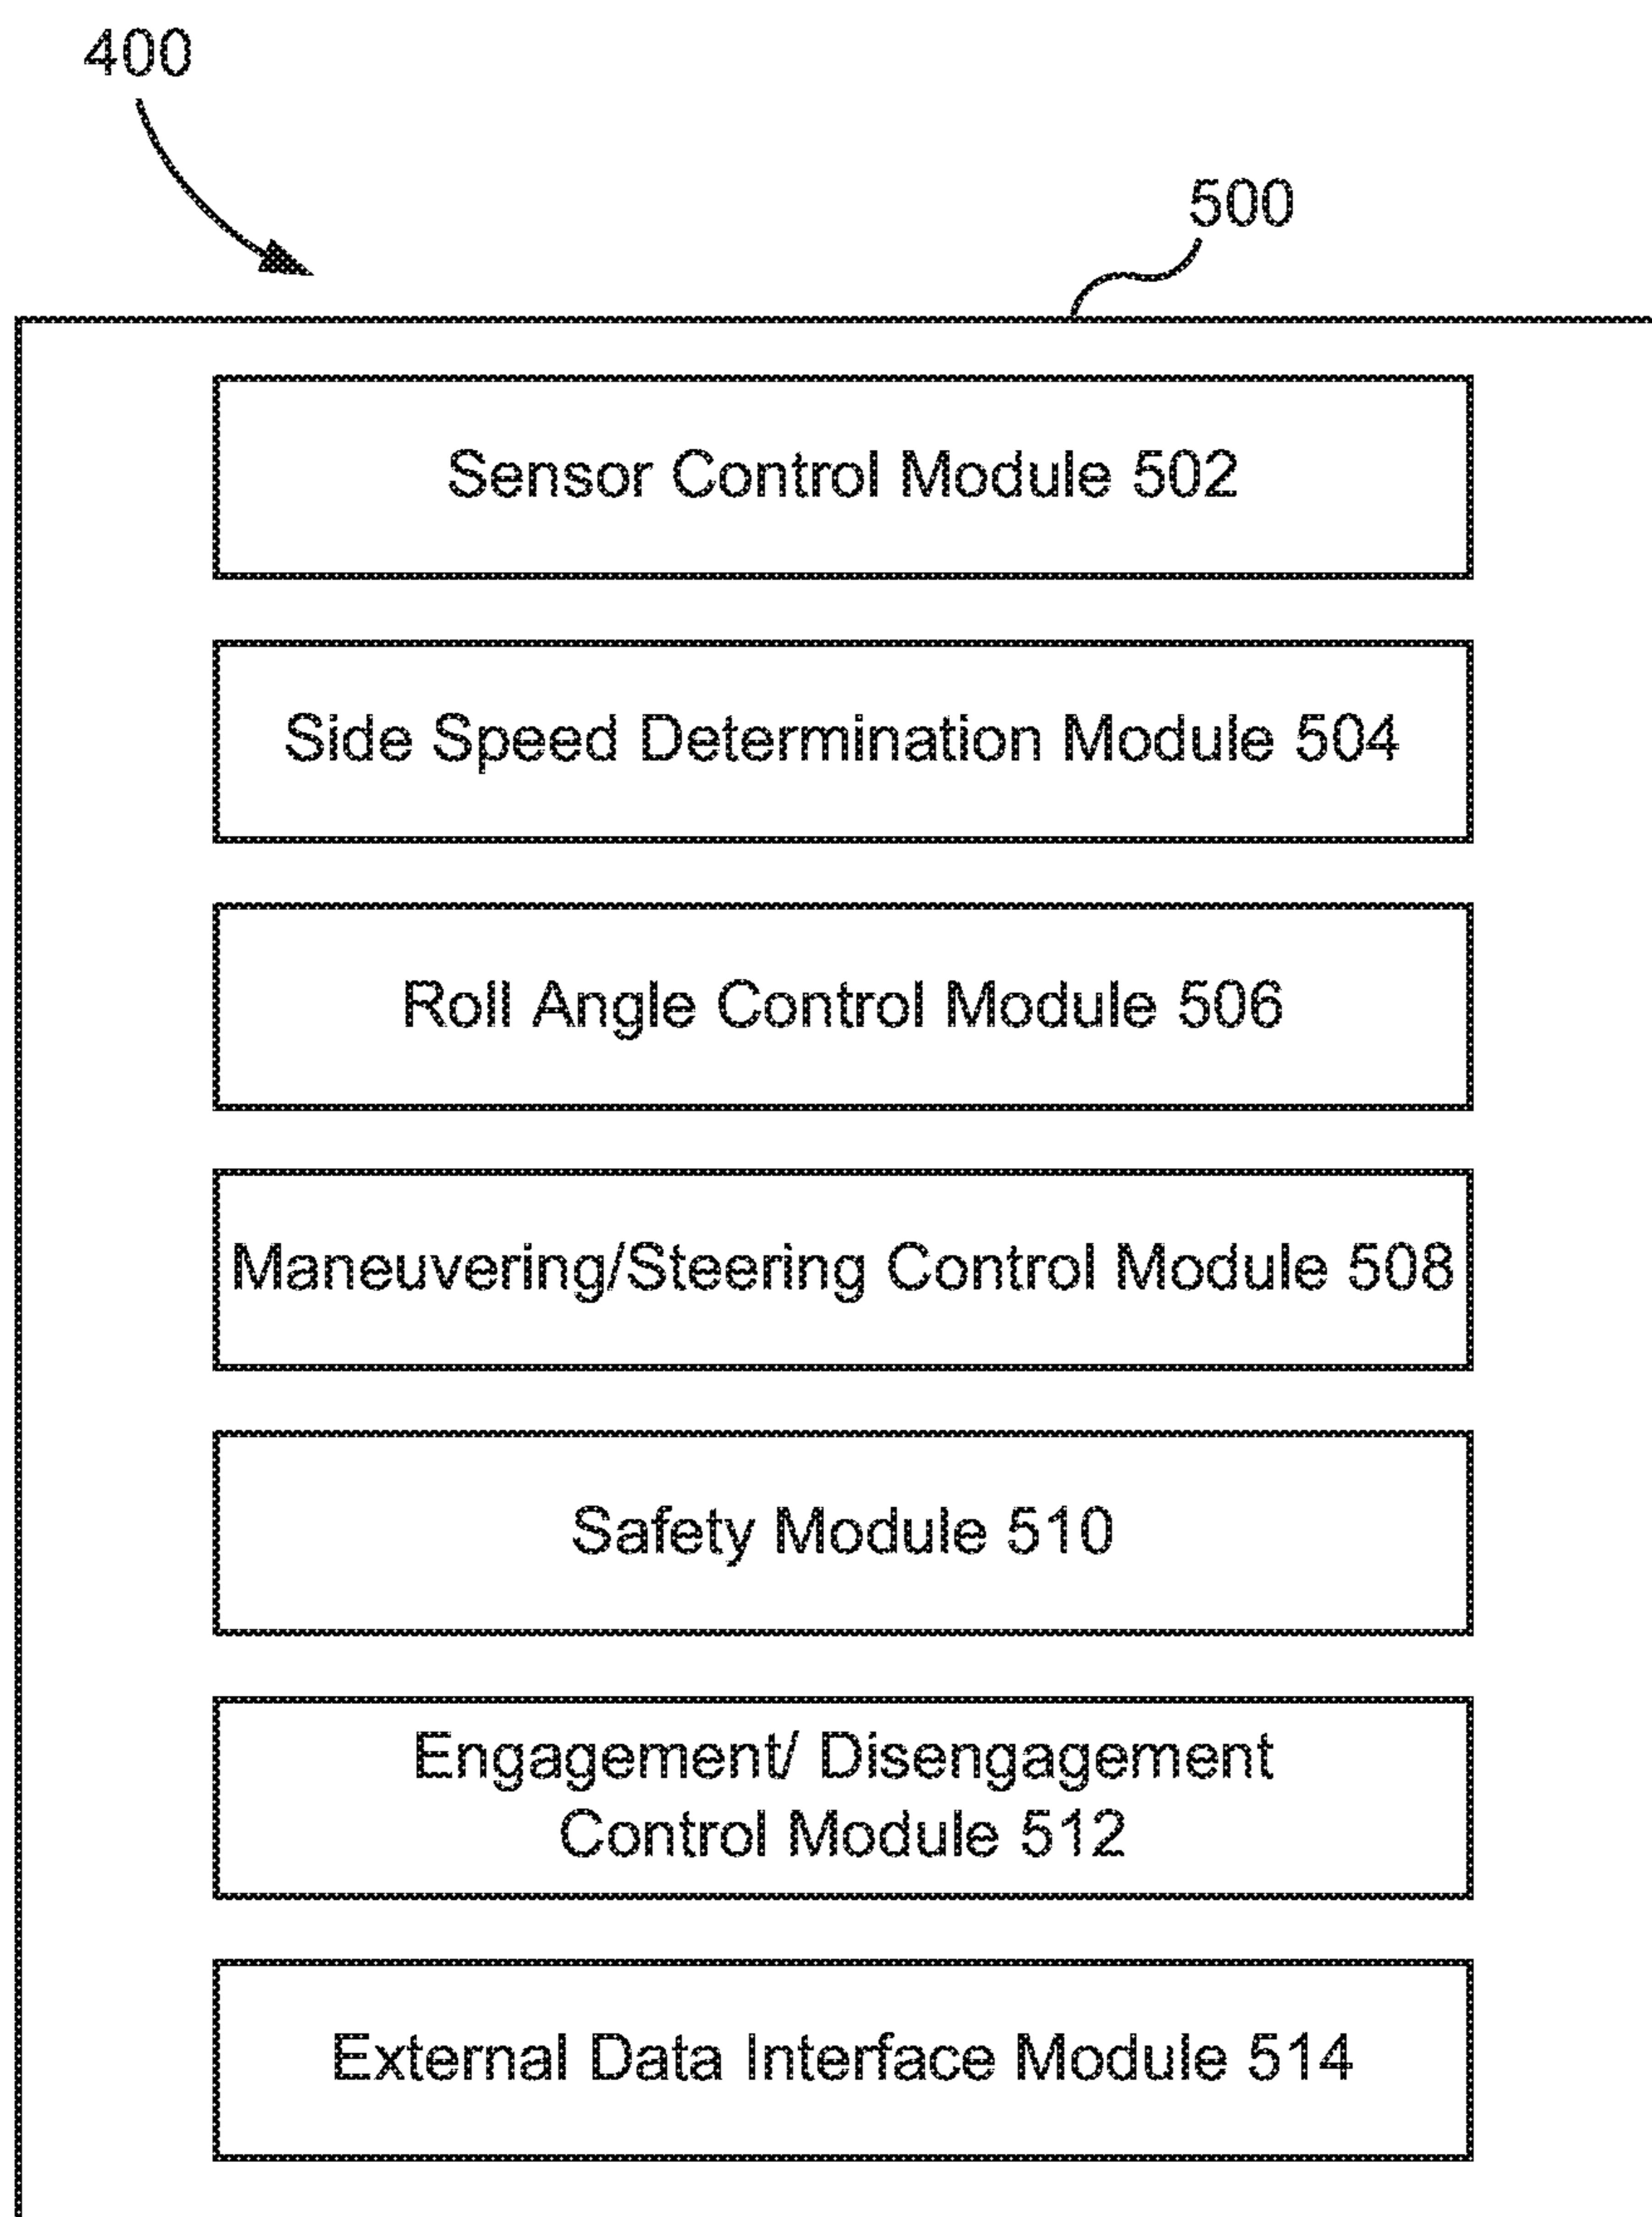 400
500
Sensor Control Module 502
Side Speed Determination Module 504
Roll Angle Control Module 506
Maneuvering/Steering Control Module 508
Safety Module 510
Engagement/ Disengagement
Control Module 512
External Data Interface Module 514